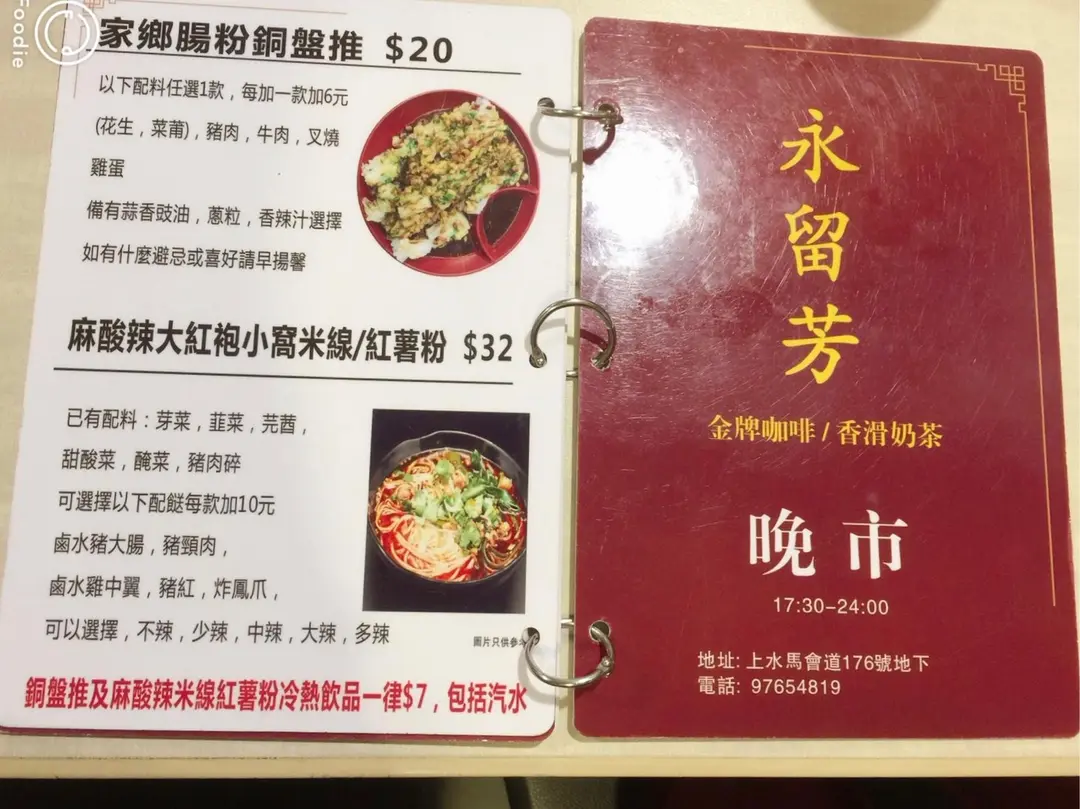 Foodie
家鄉腸粉銅盤推 $20
以下配料任選1款，每加一款加6元
(花生，菜莆)，豬肉，牛肉，叉燒
雞蛋
備有蒜香豉油，蔥粒，香辣汁選擇
如有什麼避忌或喜好請早揚馨
麻酸辣大紅袍小窩米線/紅薯粉 $32
已有配料：芽菜，韮菜，芫茜，
甜酸菜，醃菜，豬肉碎
可選擇以下配餸每款加10元
鹵水豬大腸，豬頸肉，
鹵水雞中翼，豬紅，炸鳳爪，
可以選擇，不辣，少辣，中辣，大辣，多辣
圖片只供參考
銅盤推及麻酸辣米線紅薯粉冷熱飲品一律$7，包括汽水
永留芳
金牌咖啡 / 香滑奶茶
晚市
17:30-24:00
地址: 上水馬會道176號地下
電話: 97654819